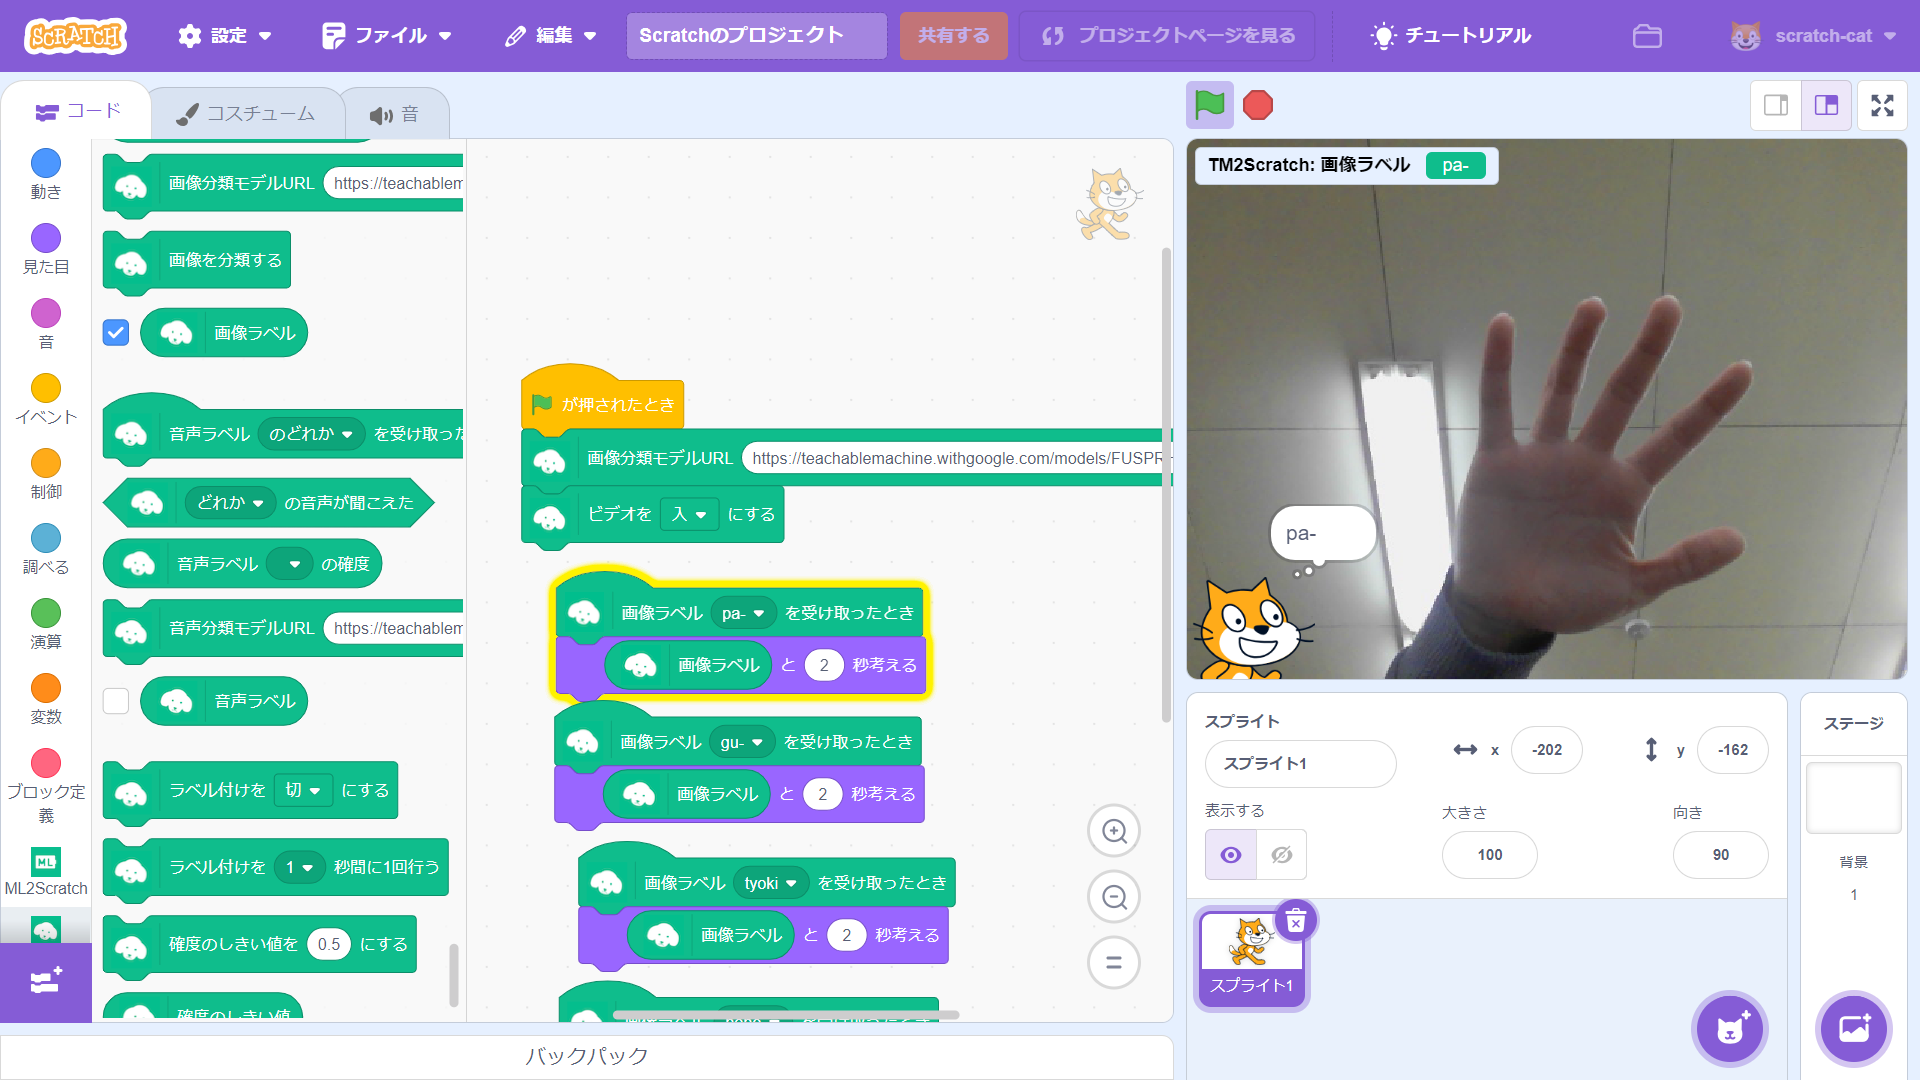 SCRATCH
設定
ファイル
編集
Scratchのプロジェクト
共有する
プロジェクトページを見る
チュートリアル
scratch-cat
コード
コスチューム
音
動き
見た目
音
イベント
制御
調べる
演算
変数
ブロック定
義
ML
ML2Scratch
画像分類モデルURL https://teachablem
画像を分類する
画像ラベル
音声ラベル のどれか を受け取った
どれか の音声が聞こえた
音声ラベル の確度
音声分類モデルURL https://teachablem
音声ラベル
ラベル付けを 切 にする
ラベル付けを 1 秒間に1回行う
確度のしきい値を 0.5 にする
確度のしきい値
が押されたとき
画像分類モデルURL https://teachablemachine.withgoogle.com/models/FUSPR
ビデオを 入 にする
画像ラベル pa- を受け取ったとき
画像ラベル と 2 秒考える
画像ラベル gu- を受け取ったとき
画像ラベル と 2 秒考える
画像ラベル tyoki を受け取ったとき
画像ラベル と 2 秒考える
バックパック
TM2Scratch: 画像ラベル pa-
pa-
スプライト
スプライト1
x -202
y -162
表示する
大きさ
100
向き
90
スプライト1
ステージ
背景
1